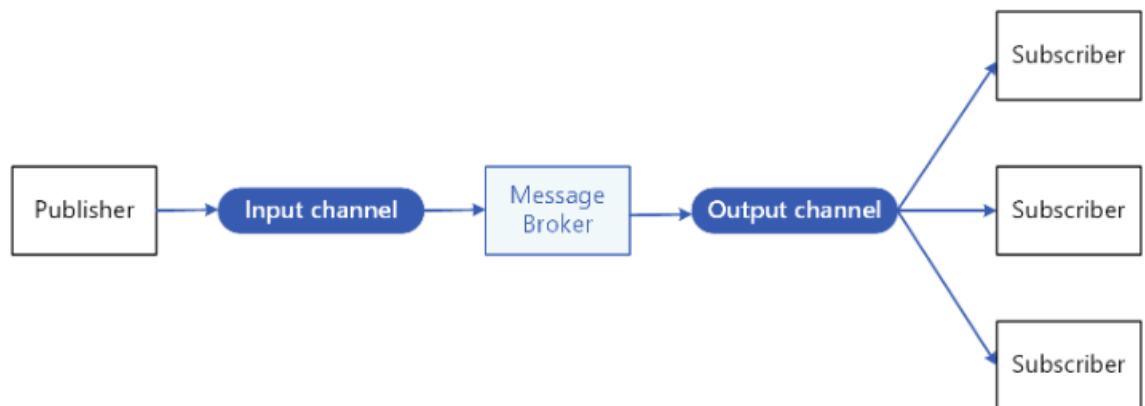 Subscriber
Publisher
Input channel
Message
Broker
Output channel
Subscriber
Subscriber